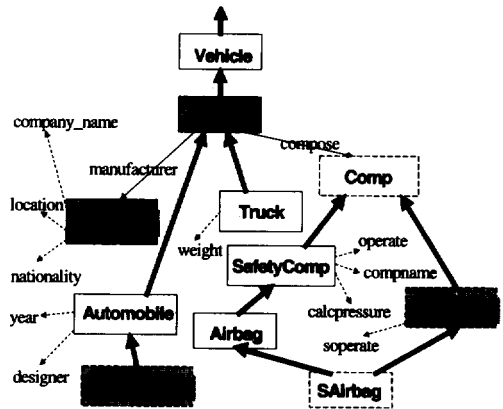 Vehicle
company_name
manufacturer
compose
Comp
location
Truck
operate
weight
SafetyComp
compname
nationality
Automobile
year
Airbag
calcpressure
soperate
designer
SAirbag